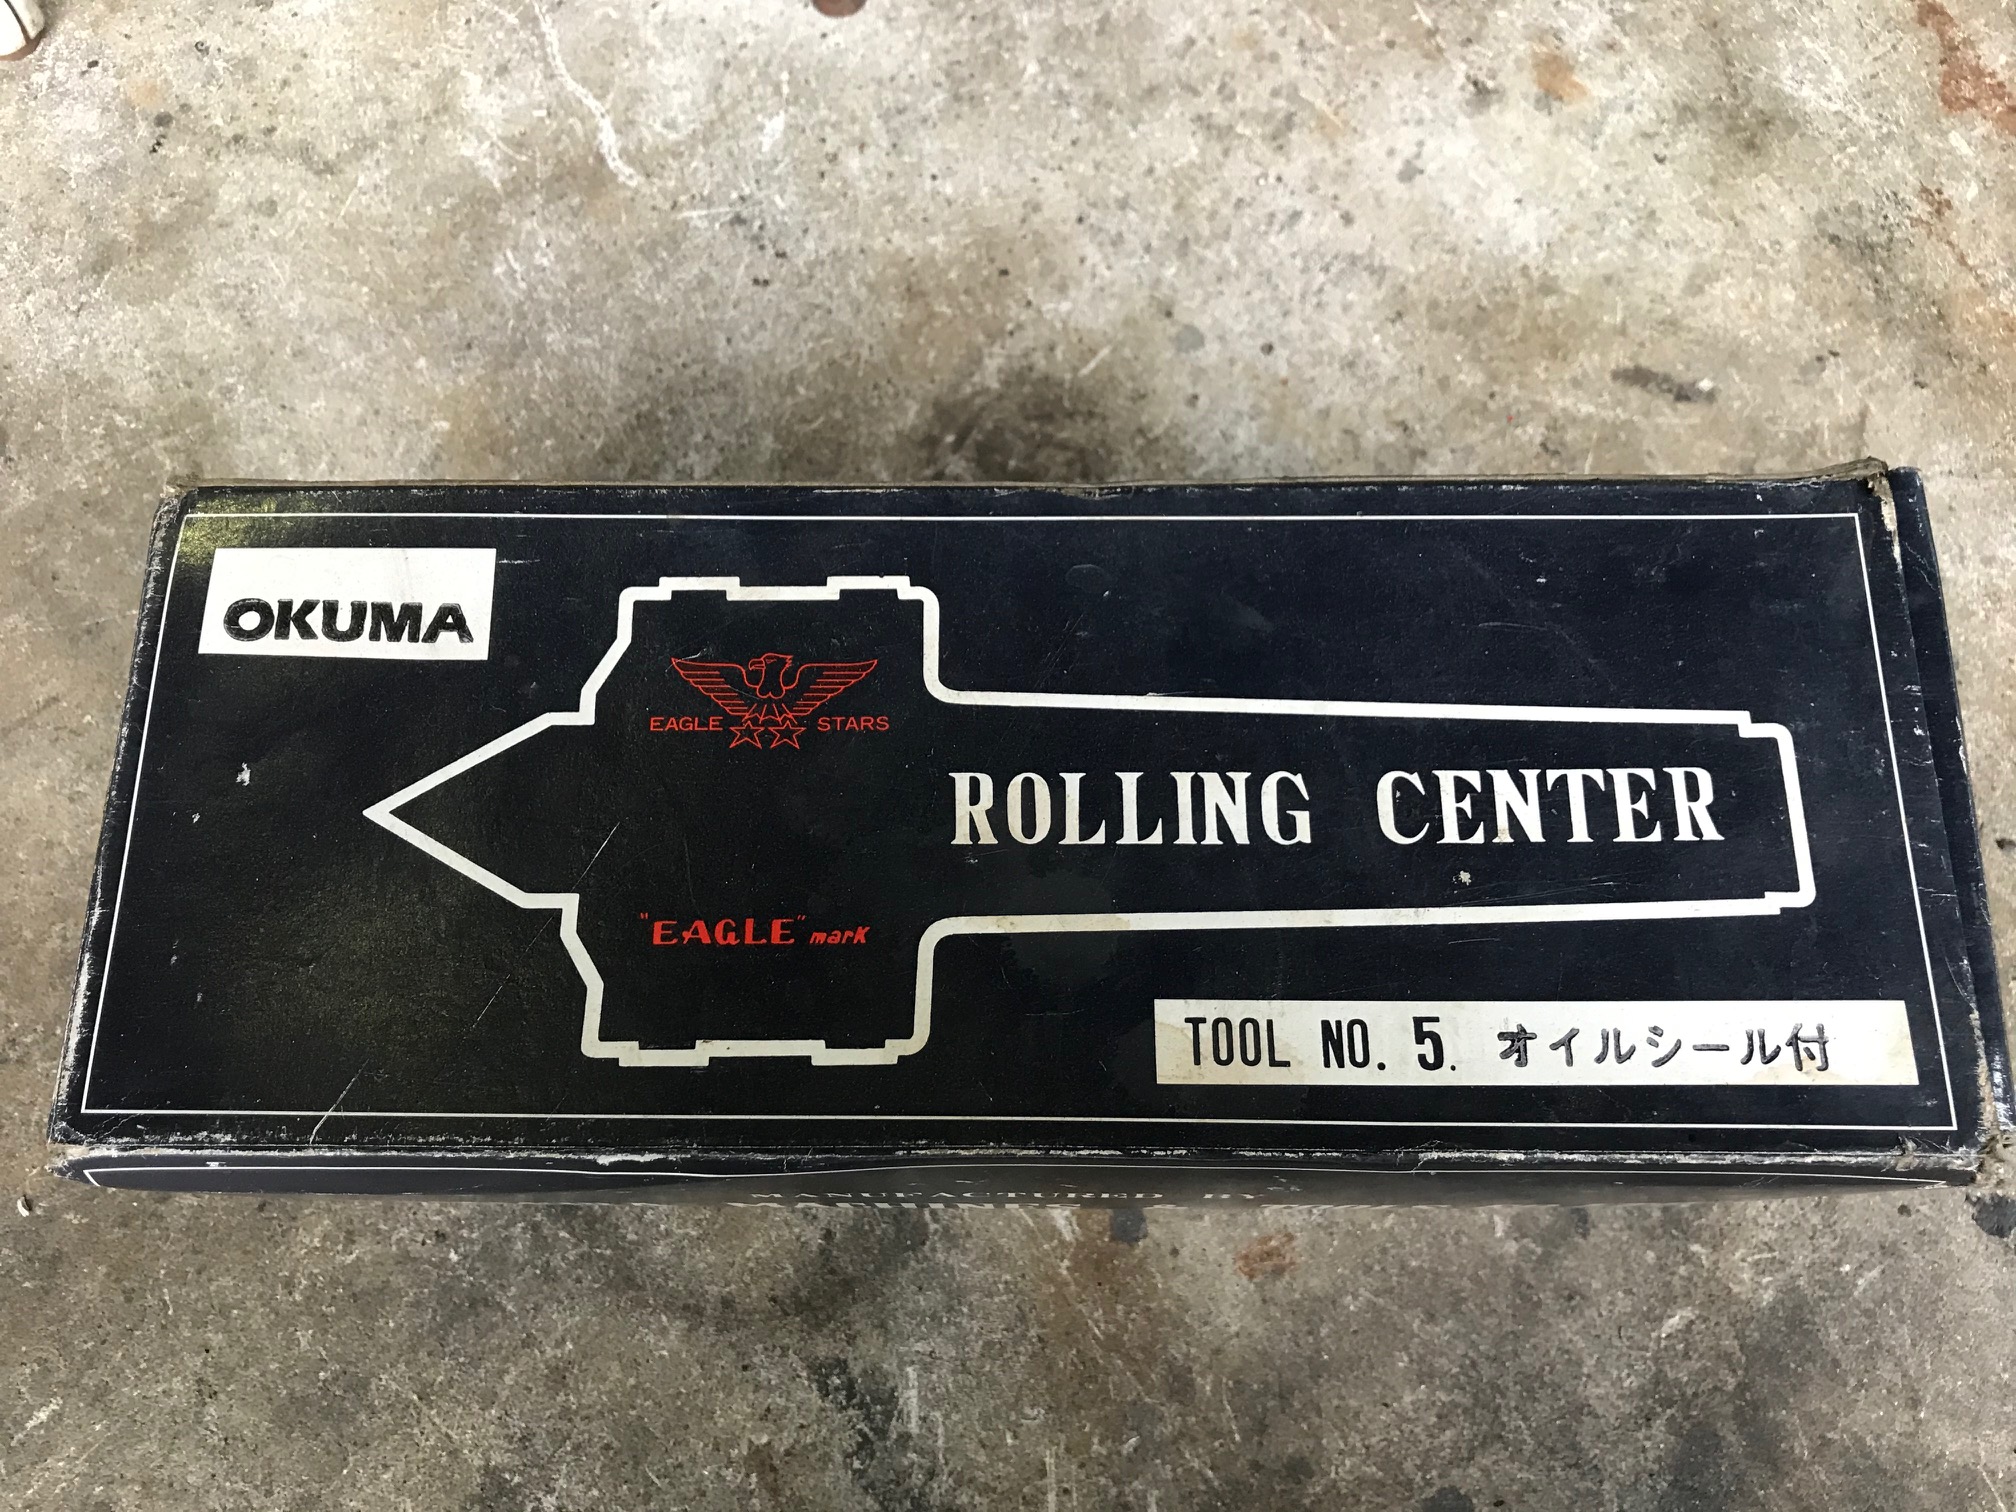 OKUMA
EAGLE STARS
ROLLING CENTER
"EAGLE" mark
TOOL NO. 5. オイルシール付
MANUFACTURED BY
MACHINES